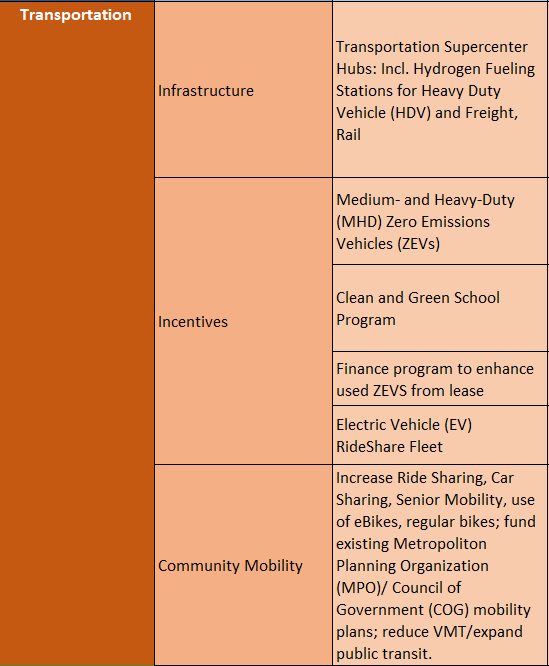 Transportation
Infrastructure
Transportation Supercenter
Hubs: Incl. Hydrogen Fueling
Stations for Heavy Duty
Vehicle (HDV) and Freight,
Rail
Incentives
Medium- and Heavy-Duty
(MHD) Zero Emissions
Vehicles (ZEVs)
Clean and Green School
Program
Finance program to enhance
used ZEVS from lease
Electric Vehicle (EV)
RideShare Fleet
Community Mobility
Increase Ride Sharing, Car
Sharing, Senior Mobility, use
of eBikes, regular bikes; fund
existing Metropoliton
Planning Organization
(MPO)/ Council of
Government (COG) mobility
plans; reduce VMT/expand
public transit.